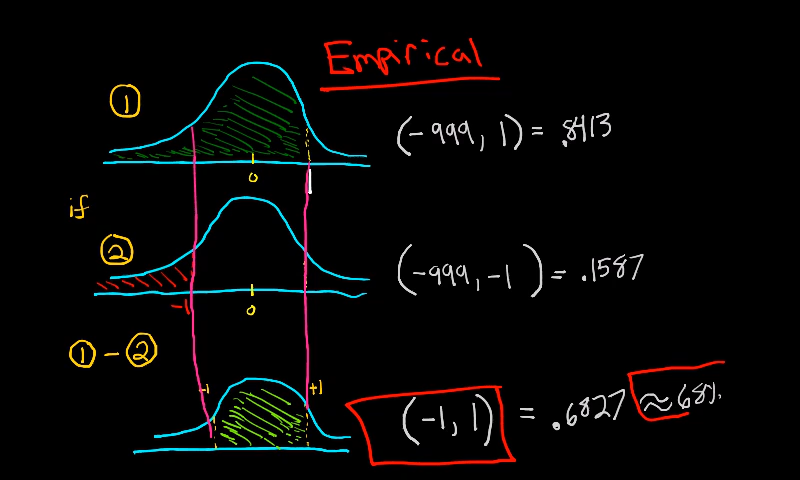 Empirical
① (-999, 1) = .8413
0 1
if
② (-999, -1) = .1587
-1 0
① - ②
-1 +1
(-1, 1) = .6827 ≈ 68%